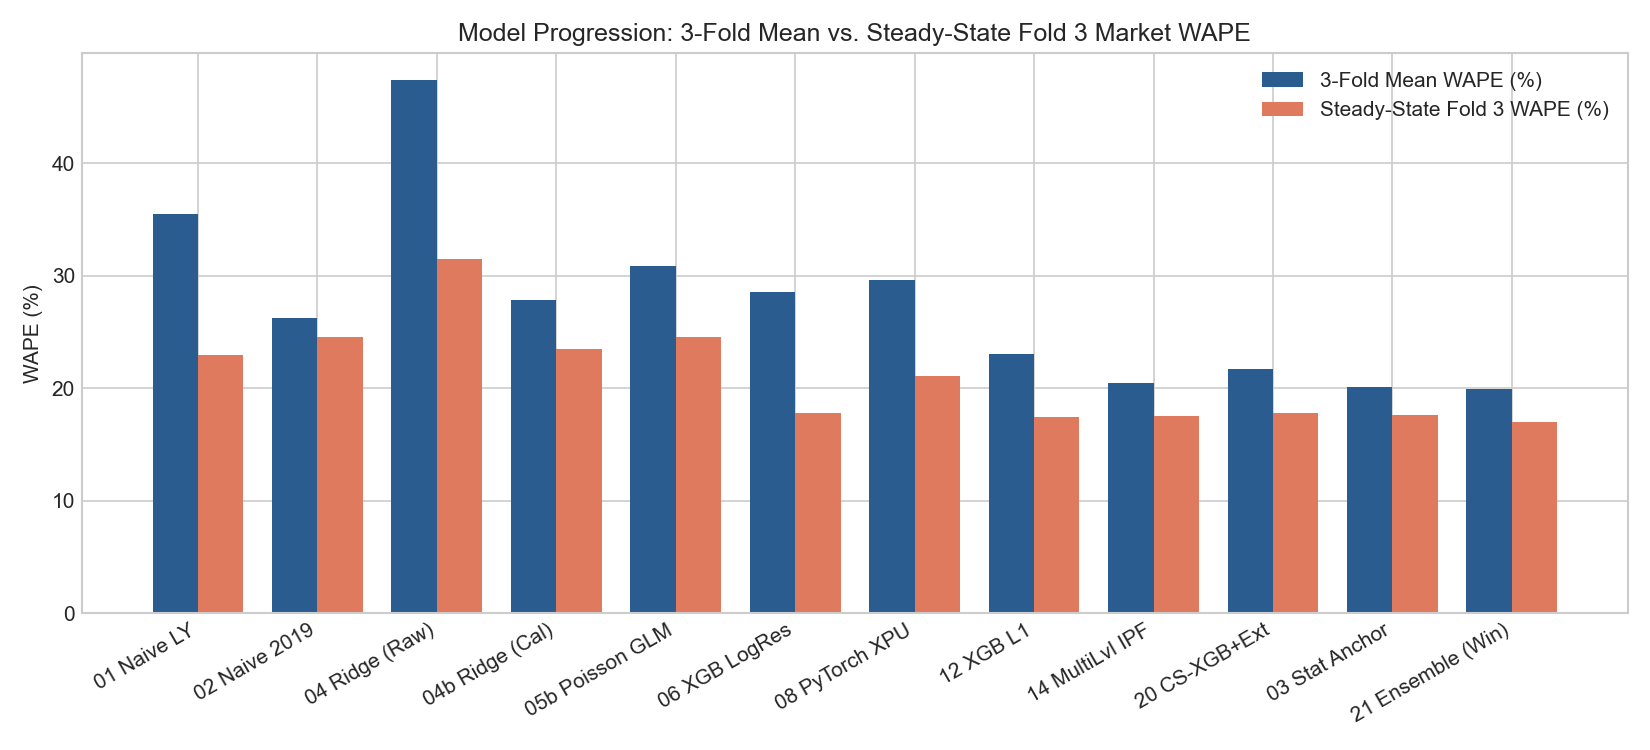 Model Progression: 3-Fold Mean vs. Steady-State Fold 3 Market WAPE
3-Fold Mean WAPE (%)
Steady-State Fold 3 WAPE (%)
WAPE (%)
40
30
20
10
0
01 Naive LY
02 Naive 2019
04 Ridge (Raw)
04b Ridge (Cal)
05b Poisson GLM
06 XGB LogRes
08 PyTorch XPU
12 XGB L1
14 MultiLvl IPF
20 CS-XGB+Ext
03 Stat Anchor
21 Ensemble (Win)